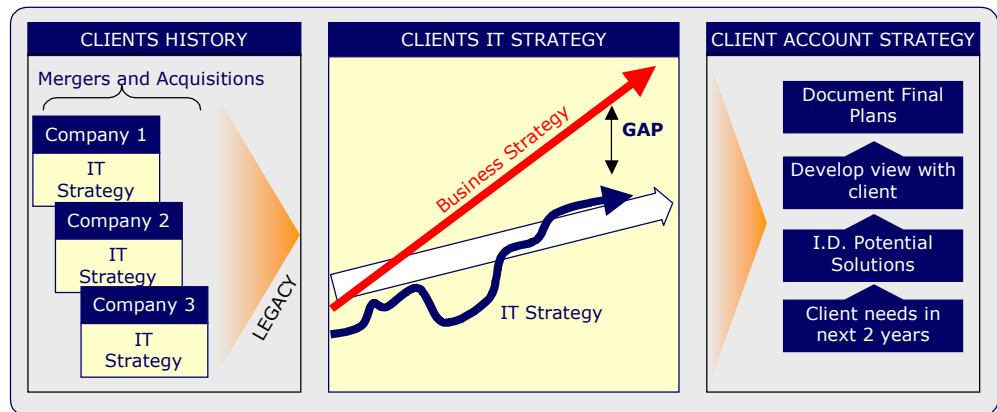 CLIENTS HISTORY
Mergers and Acquisitions
Company 1
IT
Strategy
Company 2
IT
Strategy
Company 3
IT
Strategy
LEGACY
CLIENTS IT STRATEGY
Business Strategy
GAP
IT Strategy
CLIENT ACCOUNT STRATEGY
Document Final
Plans
Develop view with
client
I.D. Potential
Solutions
Client needs in
next 2 years